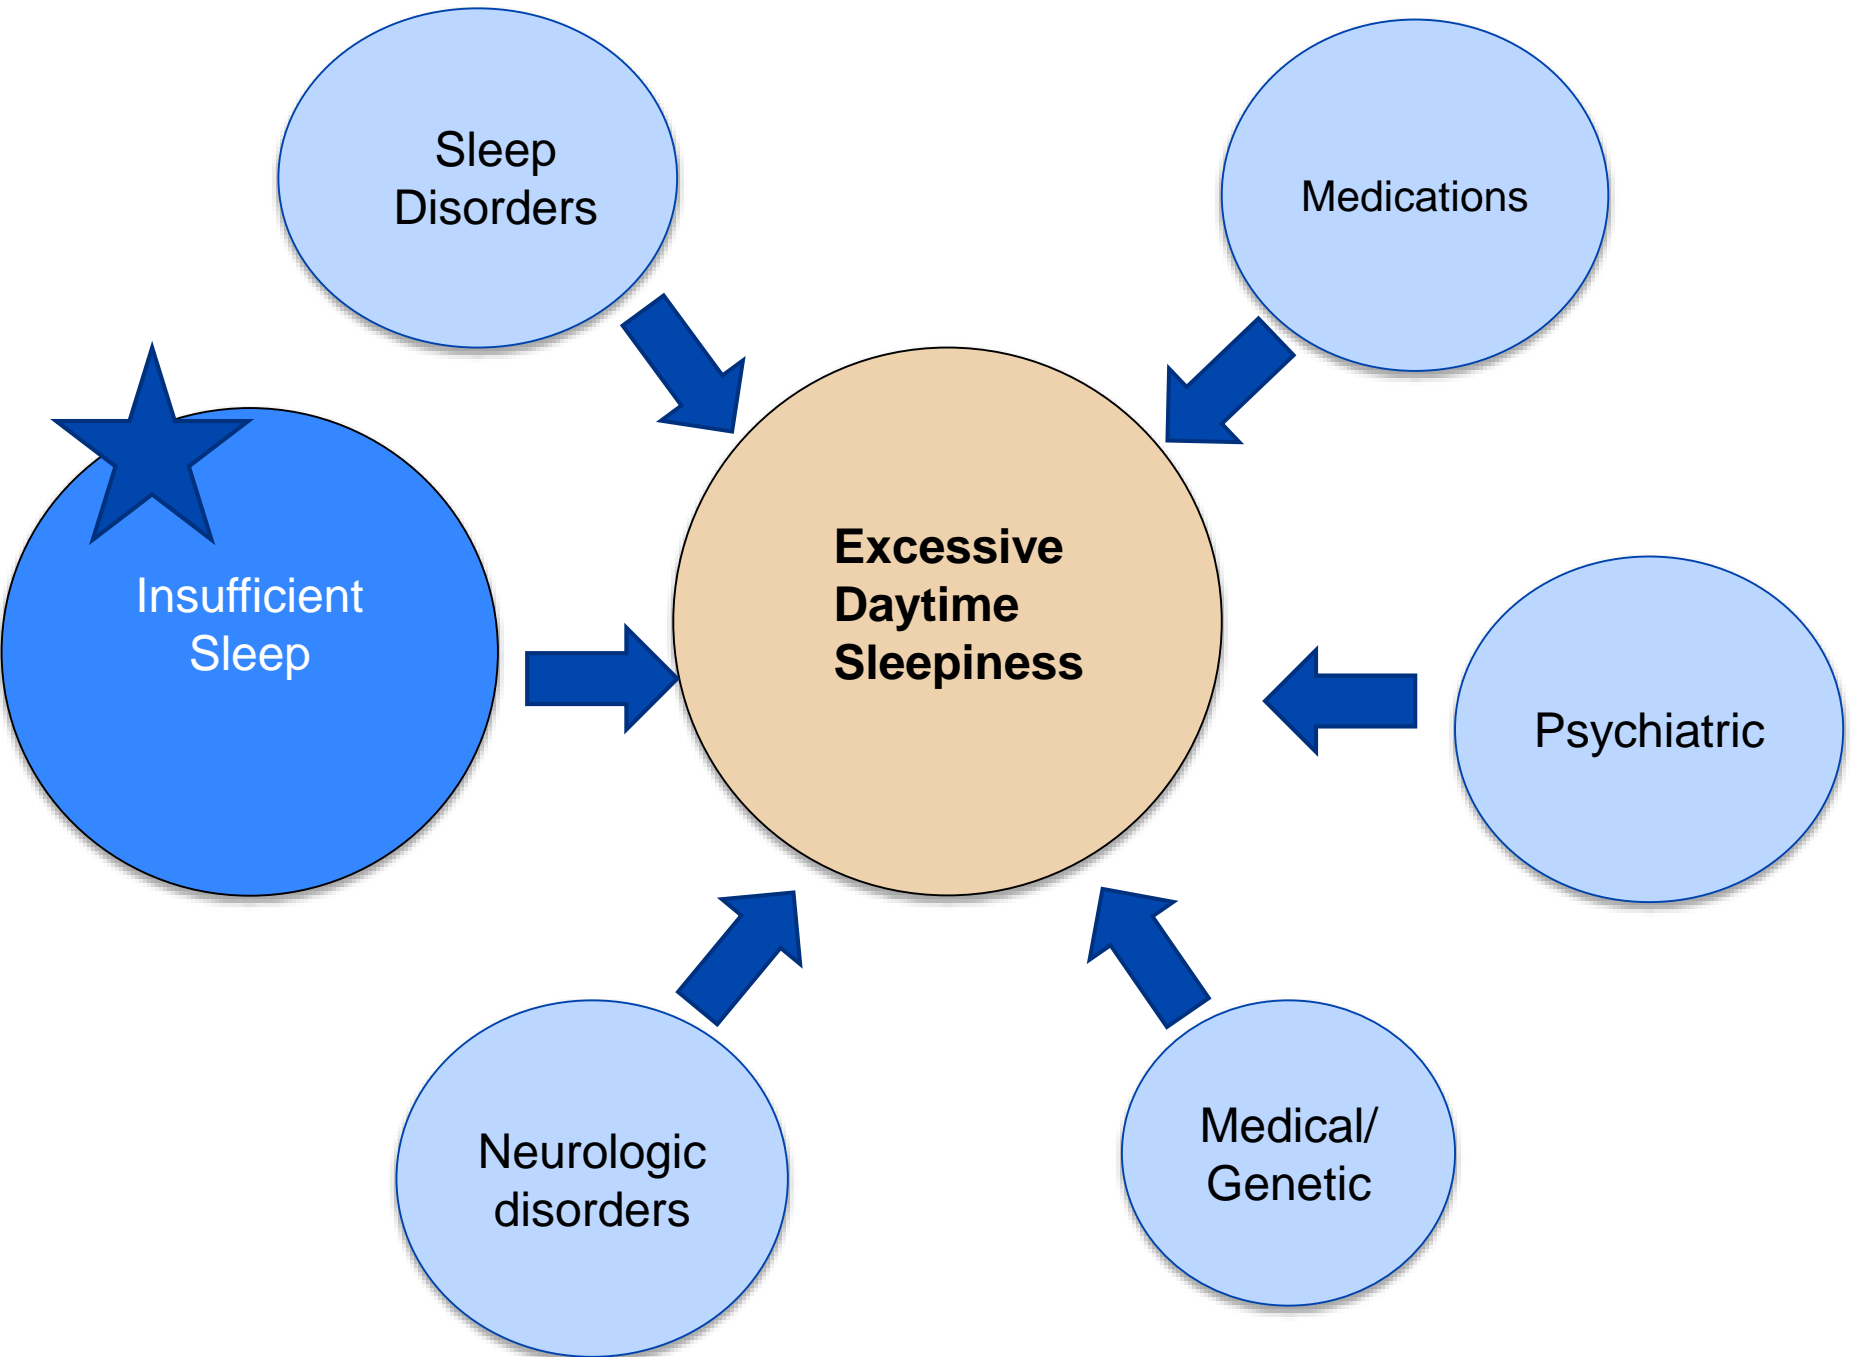 Sleep
Disorders
Medications
Insufficient
Sleep
Excessive
Daytime
Sleepiness
Psychiatric
Neurologic
disorders
Medical/
Genetic